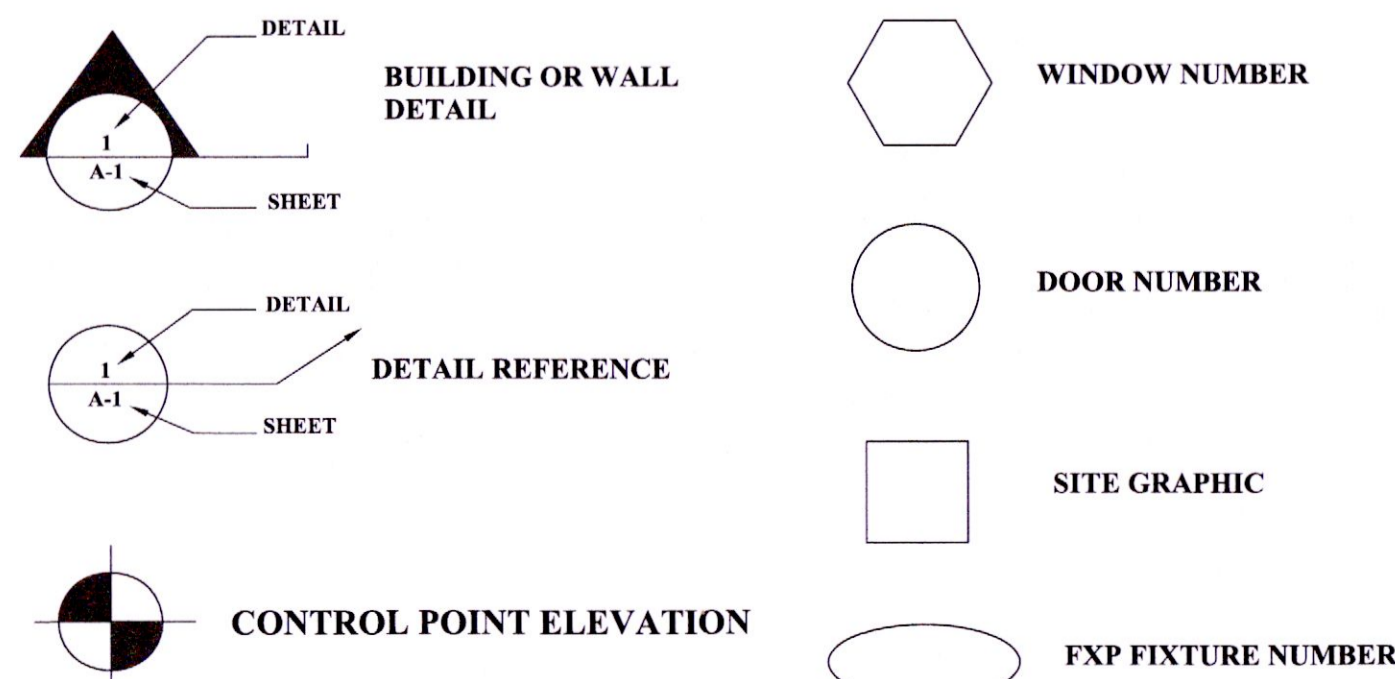 DETAIL
BUILDING OR WALL
DETAIL
1
A-1
SHEET
DETAIL
DETAIL REFERENCE
1
A-1
SHEET
CONTROL POINT ELEVATION
WINDOW NUMBER
DOOR NUMBER
SITE GRAPHIC
FXP FIXTURE NUMBER